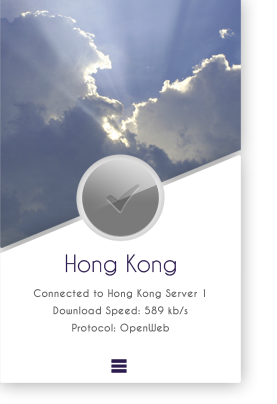 Hong Kong
Connected to Hong Kong Server 1
Download Speed: 589 kb/s
Protocol: OpenWeb